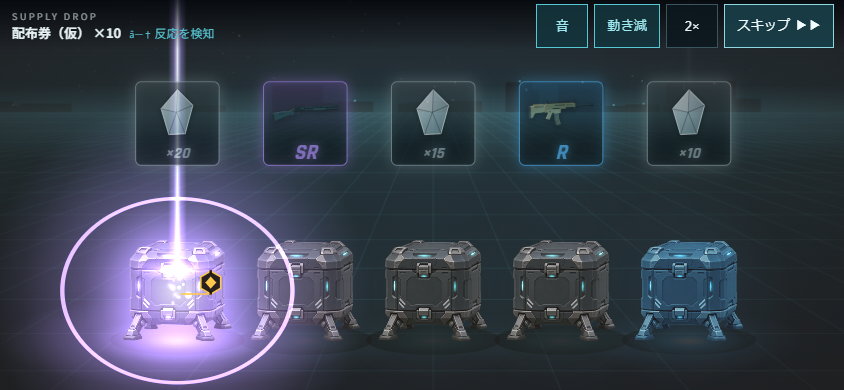 SUPPLY DROP
配布券（仮） ×10 â—† 反応を検知
音
動き減
2×
スキップ ▶▶
×20
SR
×15
R
×10